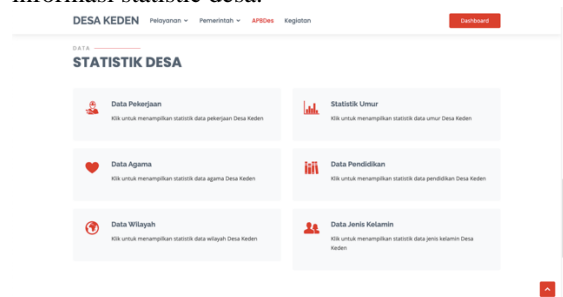 informasi statistic desa.
DESA KEDEN Pelayanan Pemerintah APBDes Kegiatan Dashboard
DATA
STATISTIK DESA
Data Pekerjaan
Klik untuk menampilkan statistik data pekerjaan Desa Keden
Statistik Umur
Klik untuk menampilkan statistik data umur Desa Keden
Data Agama
Klik untuk menampilkan statistik data agama Desa Keden
Data Pendidikan
Klik untuk menampilkan statistik data pendidikan Desa Keden
Data Wilayah
Klik untuk menampilkan statistik data wilayah Desa Keden
Data Jenis Kelamin
Klik untuk menampilkan statistik data jenis kelamin Desa
Keden